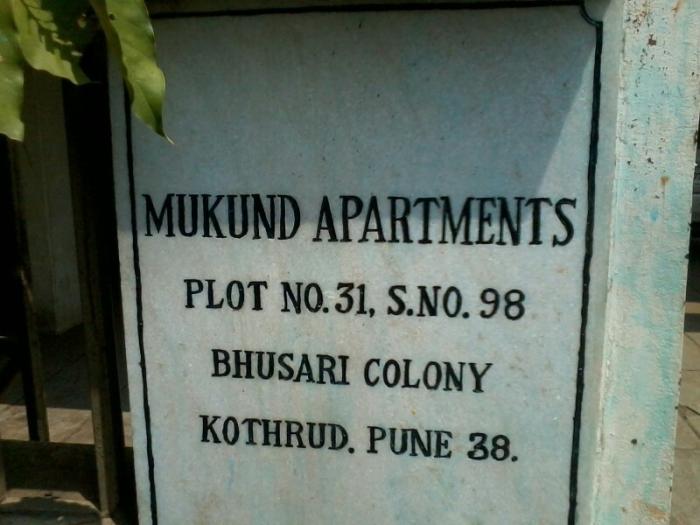 MUKUND APARTMENTS
PLOT NO. 31, S.NO. 98
BHUSARI COLONY
KOTHRUD. PUNE 38.